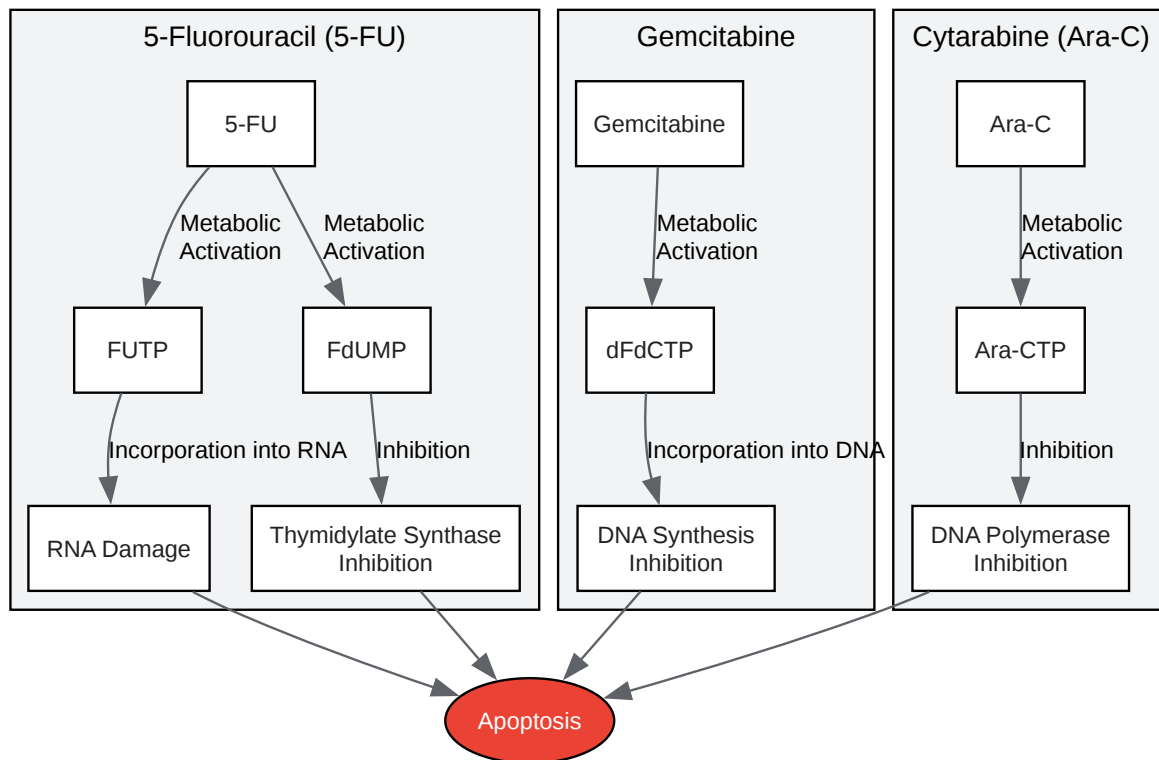 5-Fluorouracil (5-FU)
5-FU
Metabolic
Activation
Metabolic
Activation
FUTP
FdUMP
Incorporation into RNA
Inhibition
RNA Damage
Thymidylate Synthase
Inhibition
Gemcitabine
Gemcitabine
Metabolic
Activation
dFdCTP
Incorporation into DNA
DNA Synthesis
Inhibition
Cytarabine (Ara-C)
Ara-C
Metabolic
Activation
Ara-CTP
Inhibition
DNA Polymerase
Inhibition
Apoptosis